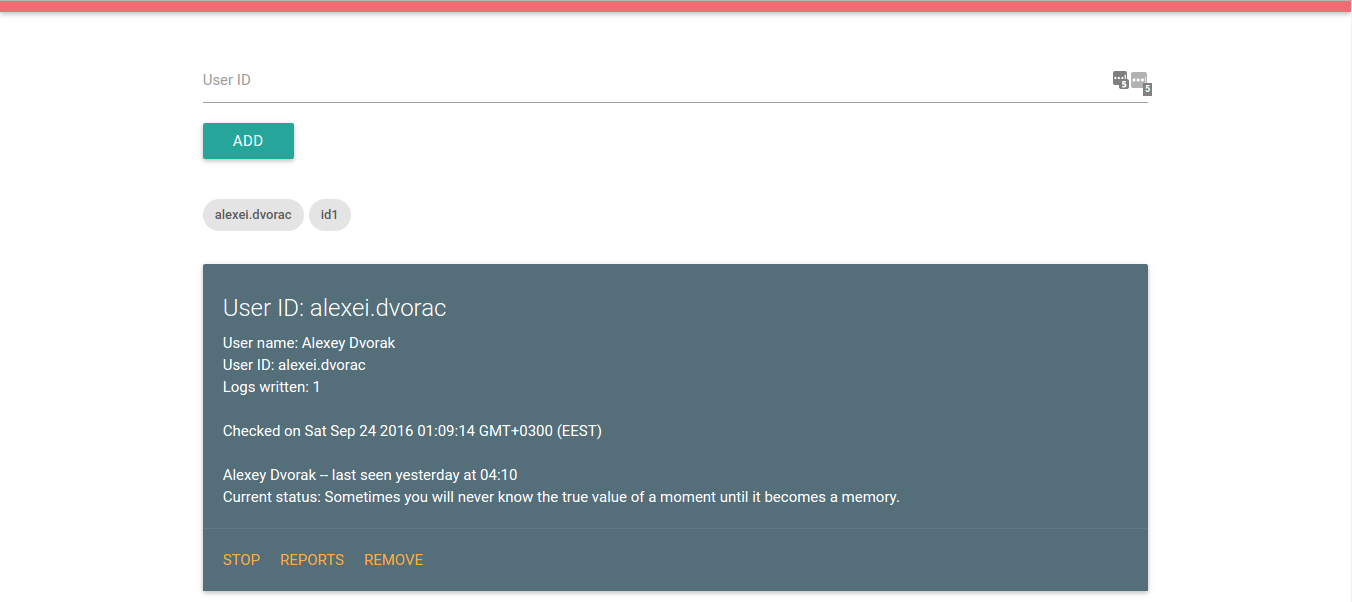 User ID
5
5
ADD
alexei.dvorac id1
User ID: alexei.dvorac
User name: Alexey Dvorak
User ID: alexei.dvorac
Logs written: 1
Checked on Sat Sep 24 2016 01:09:14 GMT+0300 (EEST)
Alexey Dvorak -- last seen yesterday at 04:10
Current status: Sometimes you will never know the true value of a moment until it becomes a memory.
STOP REPORTS REMOVE